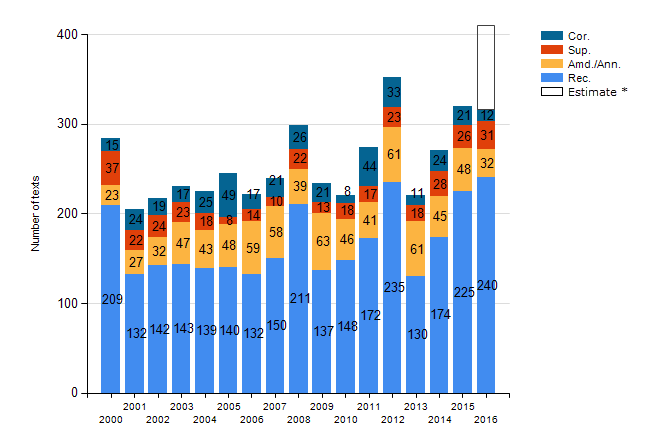 Cor.
Sup.
Amd./Ann.
Rec.
Estimate *
Number of texts
400
300
200
100
0
15 37 23 209
24 22 27 132
19 24 32 142
17 23 47 143
25 18 43 139
49 8 48 140
17 14 59 132
21 10 58 150
26 22 39 211
21 13 63 137
8 18 46 148
44 17 41 172
33 23 61 235
11 18 61 130
24 28 45 174
21 26 48 225
12 31 32 240
2001 2003 2005 2007 2009 2011 2013 2015
2000 2002 2004 2006 2008 2010 2012 2014 2016